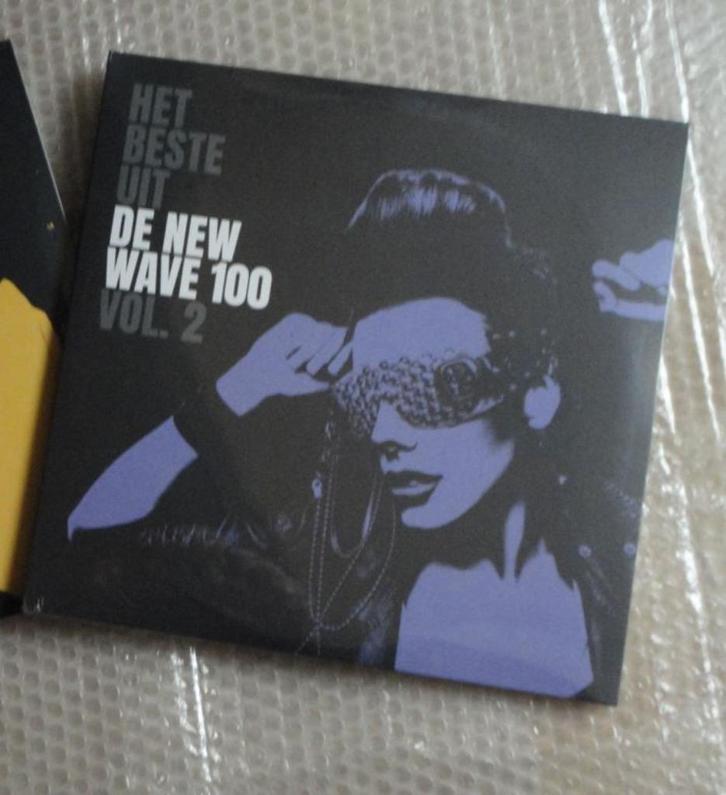 HET
BESTE
UIT
DE NEW
WAVE 100
VOL. 2